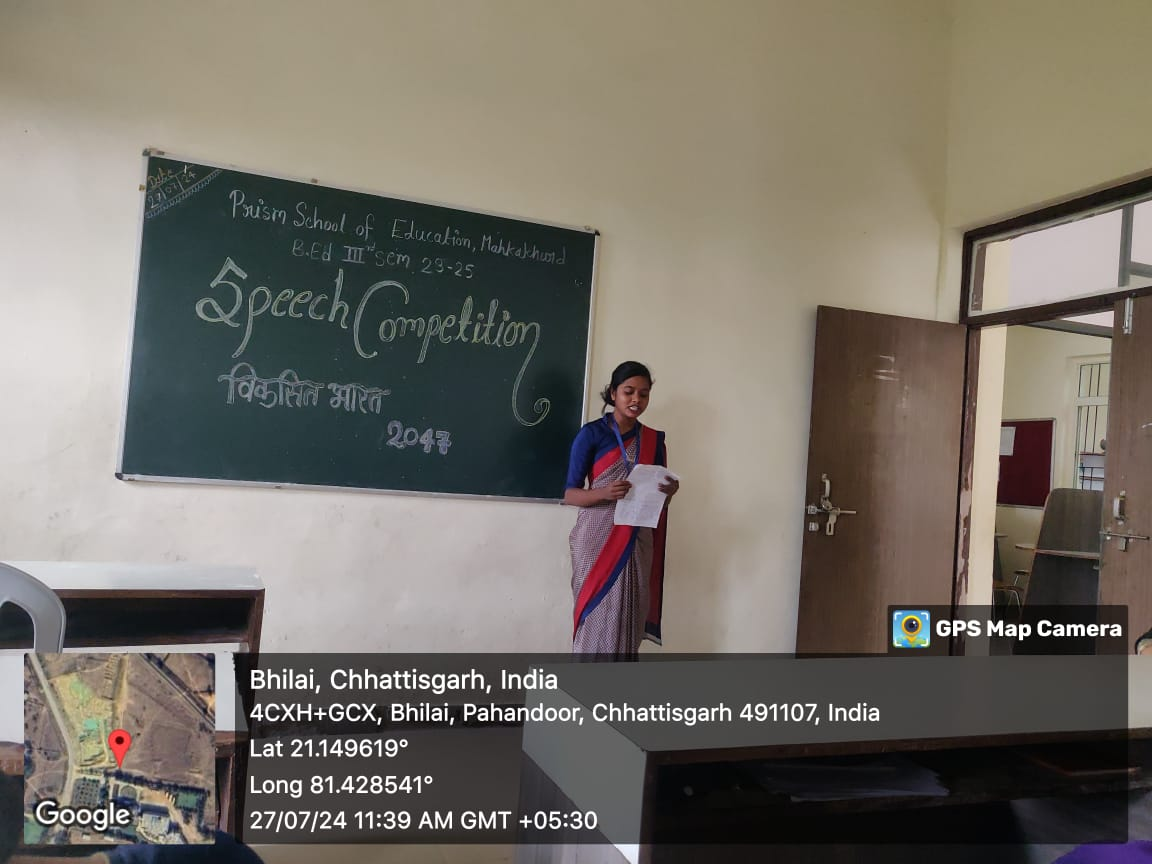 Date
27/07/24
Prism School of Education, Mahkakhurd
B.Ed IIIrd sem 23-25
Speech Competition
विकसित भारत
2047
GPS Map Camera
Bhilai, Chhattisgarh, India
4CXH+GCX, Bhilai, Pahandoor, Chhattisgarh 491107, India
Lat 21.149619°
Long 81.428541°
27/07/24 11:39 AM GMT +05:30
Google